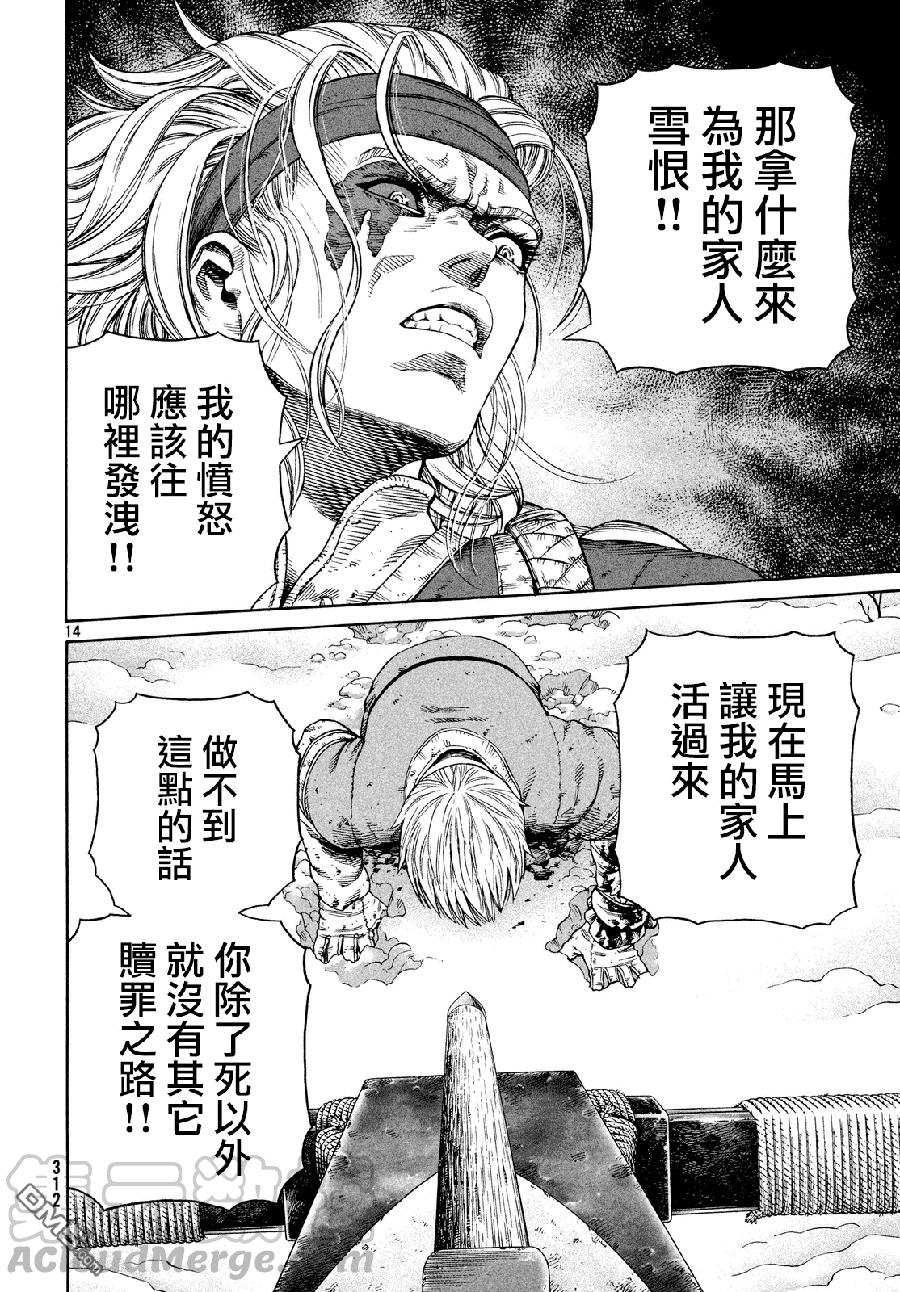 那拿什麼來
為我的家人
雪恨!!
我的憤怒
應該往
哪裡發洩!!
14
現在馬上
讓我的家人
活過來
做不到
這點的話
你除了死以外
就沒有其它
贖罪之路!!
312
AcloudMerge.com